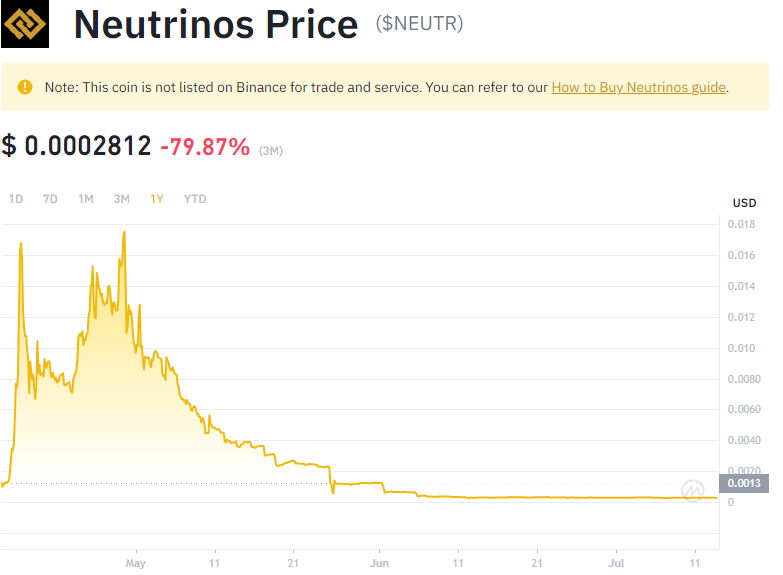 Neutrinos Price ($NEUTR)
Note: This coin is not listed on Binance for trade and service. You can refer to our How to Buy Neutrinos guide.
$ 0.0002812 -79.87% (3M)
1D 7D 1M 3M 1Y YTD
USD
0.018
0.016
0.014
0.012
0.010
0.0080
0.0060
0.0040
0.0020
0.0013
0
May 11 21 Jun 11 21 Jul 11